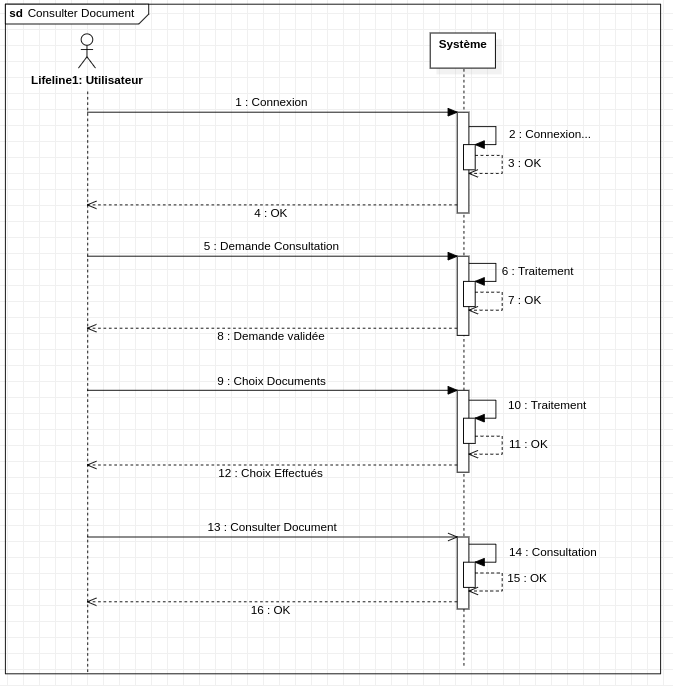 sd Consulter Document
Système
Lifeline1: Utilisateur
1 : Connexion
2 : Connexion...
3 : OK
4 : OK
5 : Demande Consultation
6 : Traitement
7 : OK
8 : Demande validée
9 : Choix Documents
10 : Traitement
11 : OK
12 : Choix Effectués
13 : Consulter Document
14 : Consultation
15 : OK
16 : OK